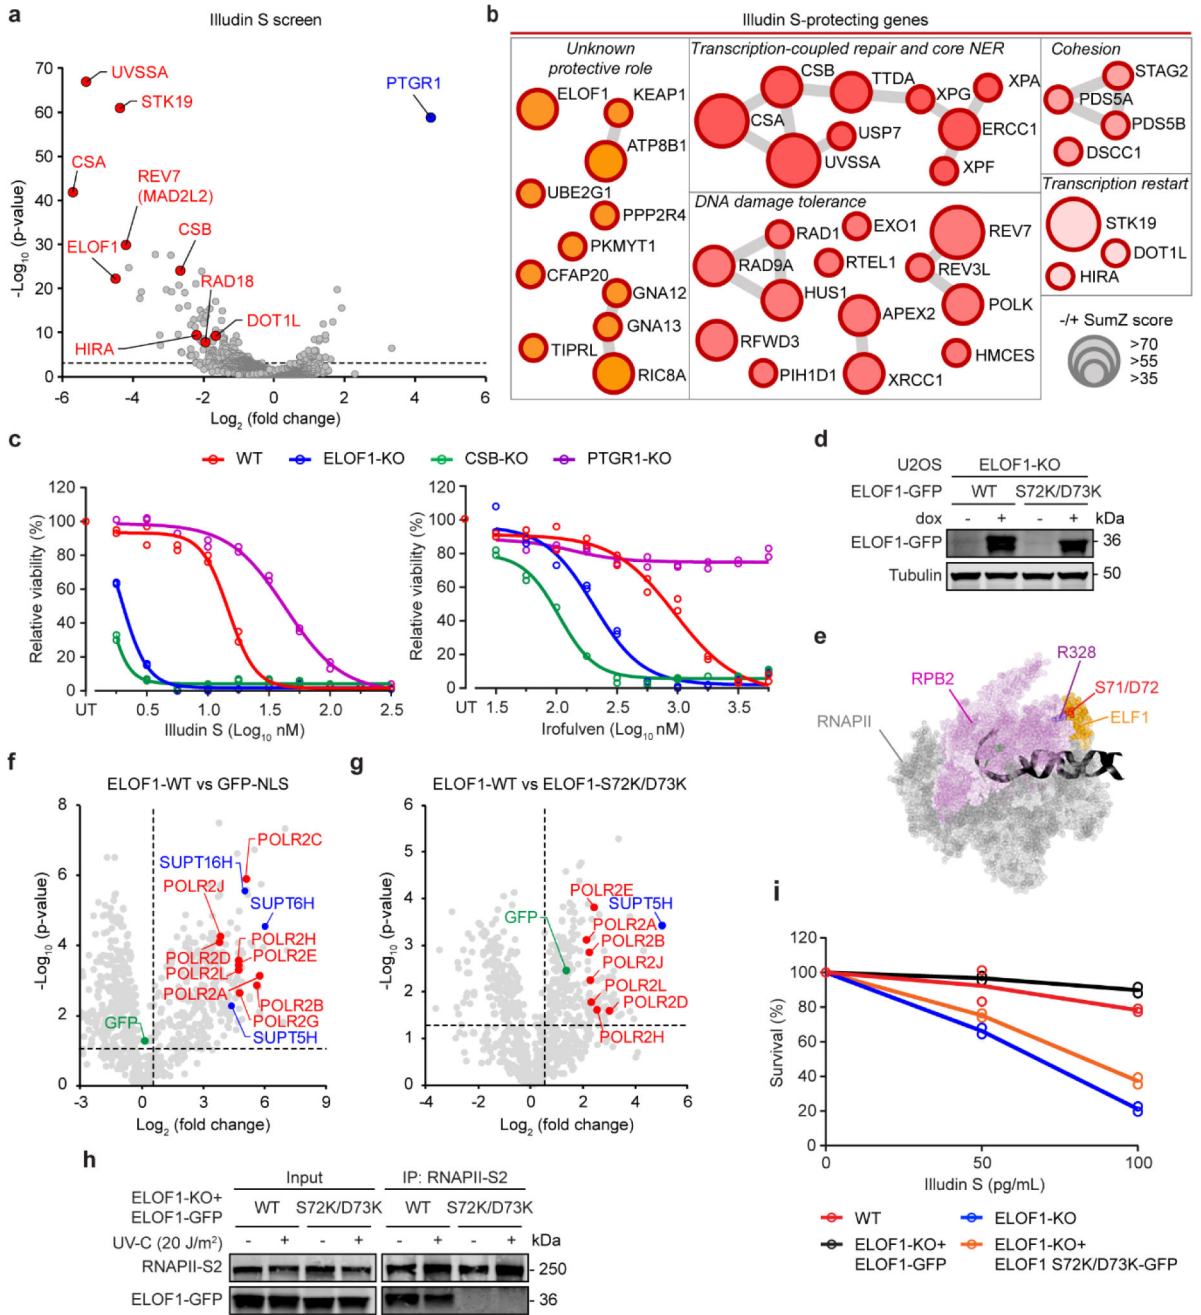 a
Illudin S screen
70
60
50
40
30
20
10
0
-Log10 (p-value)
-6
-4
-2
0
2
4
6
Log2 (fold change)
UVSSA
STK19
PTGR1
CSA
REV7
(MAD2L2)
ELOF1
CSB
RAD18
HIRA
DOT1L
b
Illudin S-protecting genes
Unknown
protective role
ELOF1
KEAP1
ATP8B1
UBE2G1
PPP2R4
PKMYT1
CFAP20
GNA12
GNA13
TIPRL
RIC8A
Transcription-coupled repair and core NER
CSB
TTDA
XPA
XPG
CSA
USP7
ERCC1
UVSSA
XPF
DNA damage tolerance
RAD1
EXO1
REV7
RAD9A
RTEL1
REV3L
HUS1
APEX2
POLK
RFWD3
HMCES
PIH1D1
XRCC1
Cohesion
STAG2
PDS5A
PDS5B
DSCC1
Transcription restart
STK19
DOT1L
HIRA
-/+ SumZ score
>70
>55
>35
c
WT
ELOF1-KO
CSB-KO
PTGR1-KO
120
100
80
60
40
20
0
Relative viability (%)
UT
0.5
1.0
1.5
2.0
2.5
Illudin S (Log10 nM)
120
100
80
60
40
20
0
Relative viability (%)
UT
1.5
2.0
2.5
3.0
3.5
Irofulven (Log10 nM)
d
U2OS
ELOF1-KO
ELOF1-GFP
WT
S72K/D73K
dox
-
+
-
+
kDa
ELOF1-GFP
- 36
Tubulin
- 50
e
R328
RPB2
S71/D72
ELF1
RNAPII
f
ELOF1-WT vs GFP-NLS
8
6
4
2
0
-Log10 (p-value)
-3
0
3
6
9
Log2 (fold change)
POLR2C
SUPT16H
POLR2J
SUPT6H
POLR2H
POLR2D
POLR2E
POLR2L
POLR2A
POLR2B
POLR2G
GFP
SUPT5H
g
ELOF1-WT vs ELOF1-S72K/D73K
6
5
4
3
2
1
0
-Log10 (p-value)
-4
-2
0
2
4
6
Log2 (fold change)
POLR2E
SUPT5H
GFP
POLR2A
POLR2B
POLR2J
POLR2L
POLR2D
POLR2H
h
Input
IP: RNAPII-S2
ELOF1-KO+
ELOF1-GFP
WT
S72K/D73K
WT
S72K/D73K
UV-C (20 J/m2)
-
+
-
+
-
+
-
+
kDa
RNAPII-S2
- 250
ELOF1-GFP
- 36
i
120
100
80
60
40
20
0
Survival (%)
0
50
100
Illudin S (pg/mL)
WT
ELOF1-KO
ELOF1-KO+
ELOF1-GFP
ELOF1-KO+
ELOF1 S72K/D73K-GFP